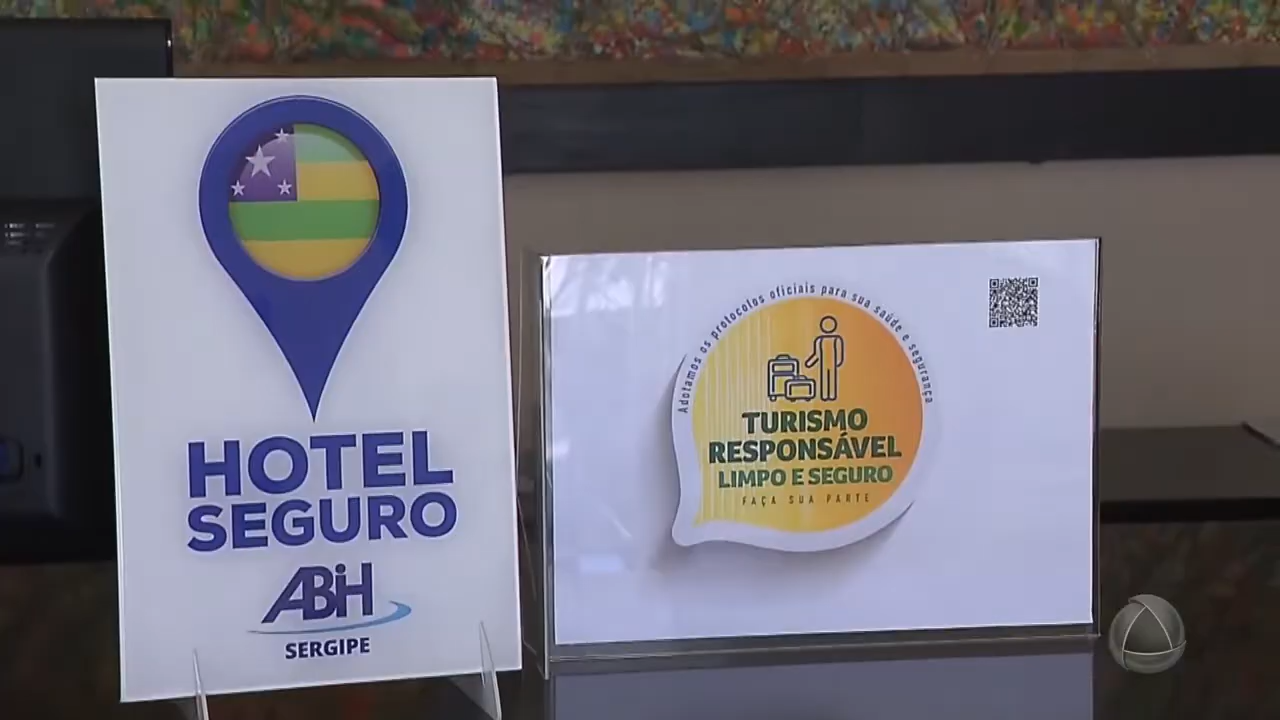 HOTEL
SEGURO
ABIH
SERGIPE
Adotamos os protocolos oficiais para sua saúde e segurança
TURISMO
RESPONSÁVEL
LIMPO E SEGURO
FAÇA SUA PARTE